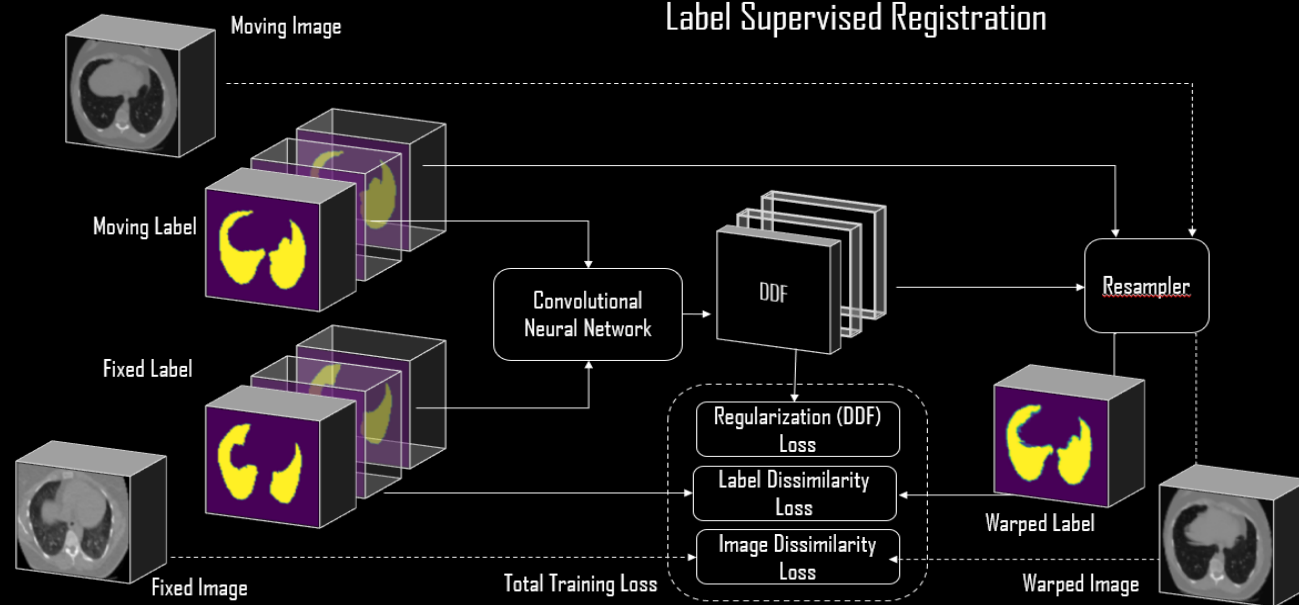 Label Supervised Registration
Moving Image
Moving Label
Fixed Label
Fixed Image
Convolutional
Neural Network
DDF
Resampler
Regularization (DDF)
Loss
Label Dissimilarity
Loss
Image Dissimilarity
Loss
Total Training Loss
Warped Label
Warped Image